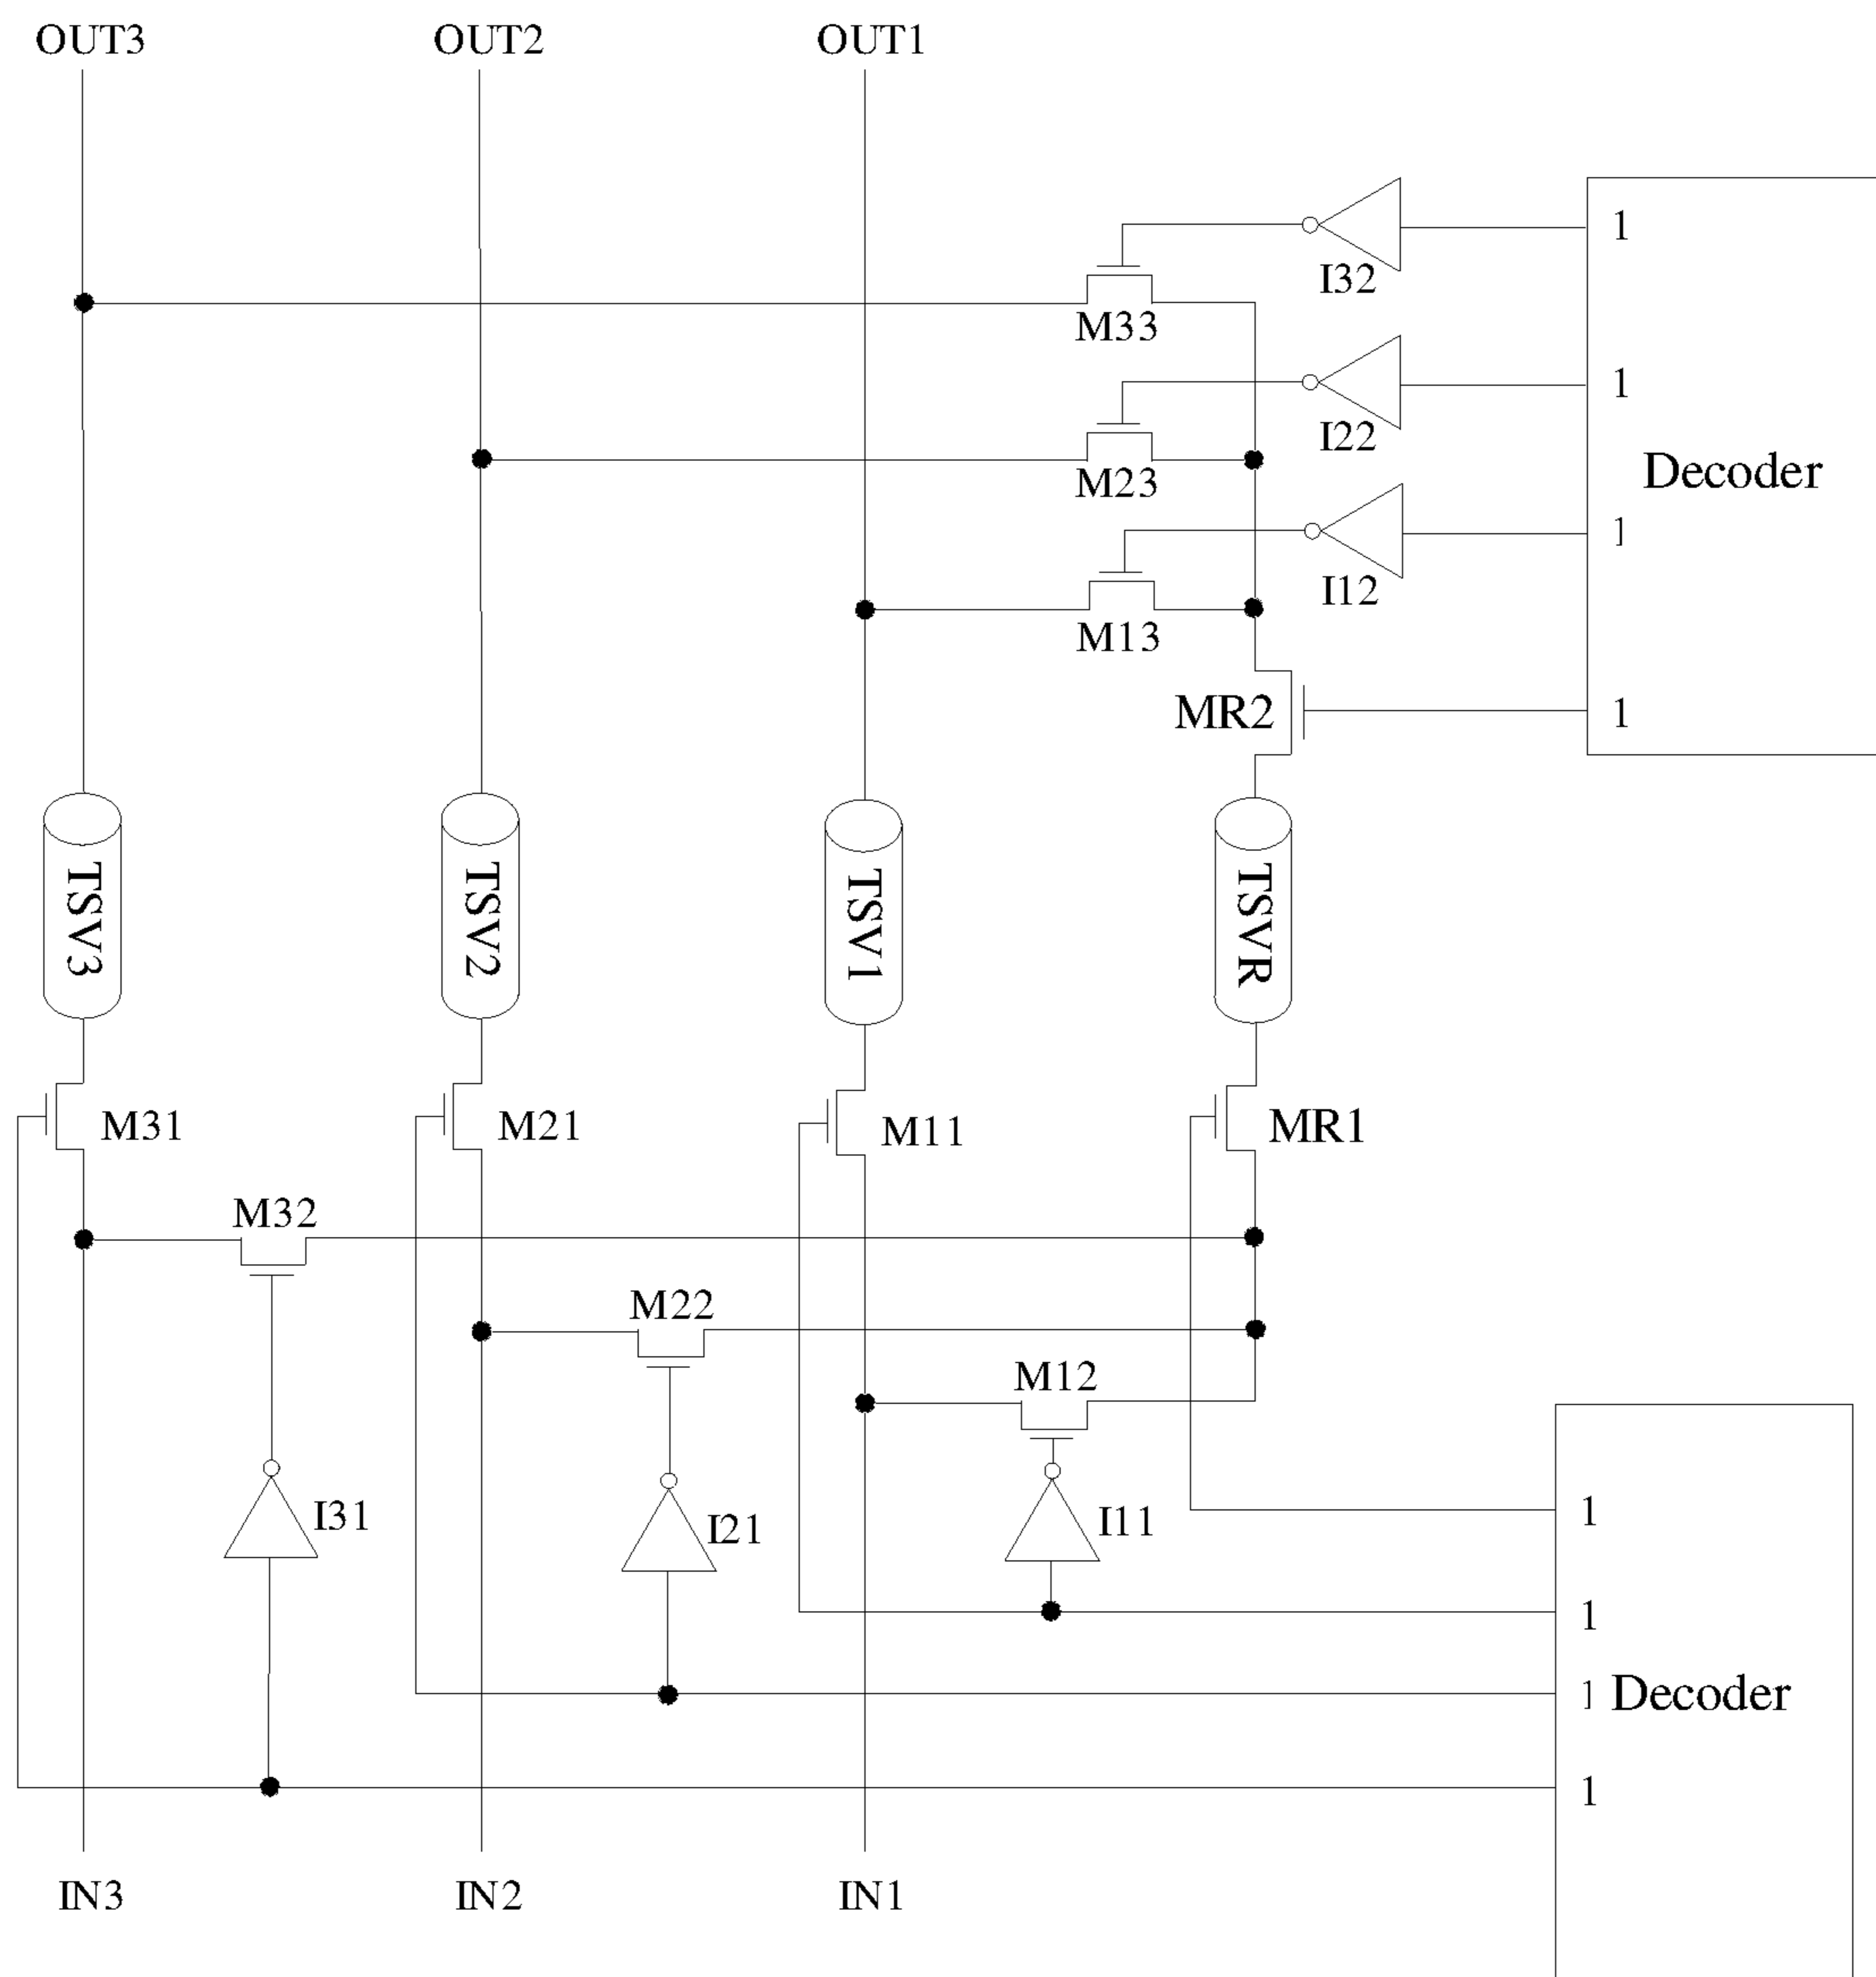 OUT3 OUT2 OUT1
1
I32
M33
1
I22
M23
Decoder
1
I12
M13
MR2 1
TSV3 TSV2 TSV1 TSVR
M31 M21 M11 MR1
M32
M22
M12
I31 I21 I11 1
1
1 Decoder
1
IN3 IN2 IN1